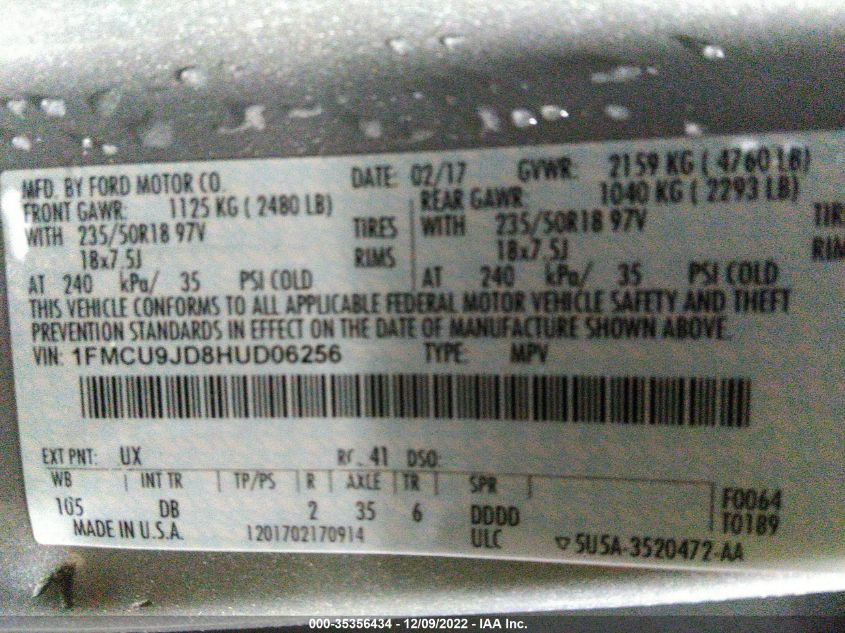 MFD. BY FORD MOTOR CO. DATE: 02/17 GVWR: 2159 KG ( 4760 LB)
FRONT GAWR: 1125 KG ( 2480 LB) REAR GAWR: 1040 KG ( 2293 LB)
WITH 235/50R18 97V TIRES WITH 235/50R18 97V TIR
18x7.5J RIMS 18x7.5J RIM
AT 240 kPa/ 35 PSI COLD AT 240 kPa/ 35 PSI COLD
THIS VEHICLE CONFORMS TO ALL APPLICABLE FEDERAL MOTOR VEHICLE SAFETY AND THEFT
PREVENTION STANDARDS IN EFFECT ON THE DATE OF MANUFACTURE SHOWN ABOVE.
VIN: 1FMCU9JD8HUD06256 TYPE: MPV
EXT PNT: UX 41 DSO:
WB INT TR TP/PS R AXLE TR SPR
105 DB 2 35 6 DDDD F0064
MADE IN U.S.A. 1201702170914 ULC T0189
▽5U5A-3520472-AA
000-35356434 - 12/09/2022 - IAA Inc.